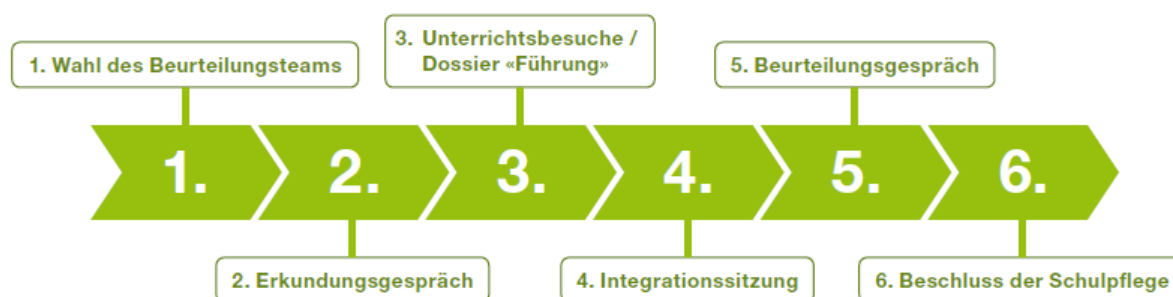 3. Unterrichtsbesuche /
Dossier «Führung»
1. Wahl des Beurteilungsteams
5. Beurteilungsgespräch
1. 2. 3. 4. 5. 6.
2. Erkundungsgespräch
4. Integrationssitzung
6. Beschluss der Schulpflege